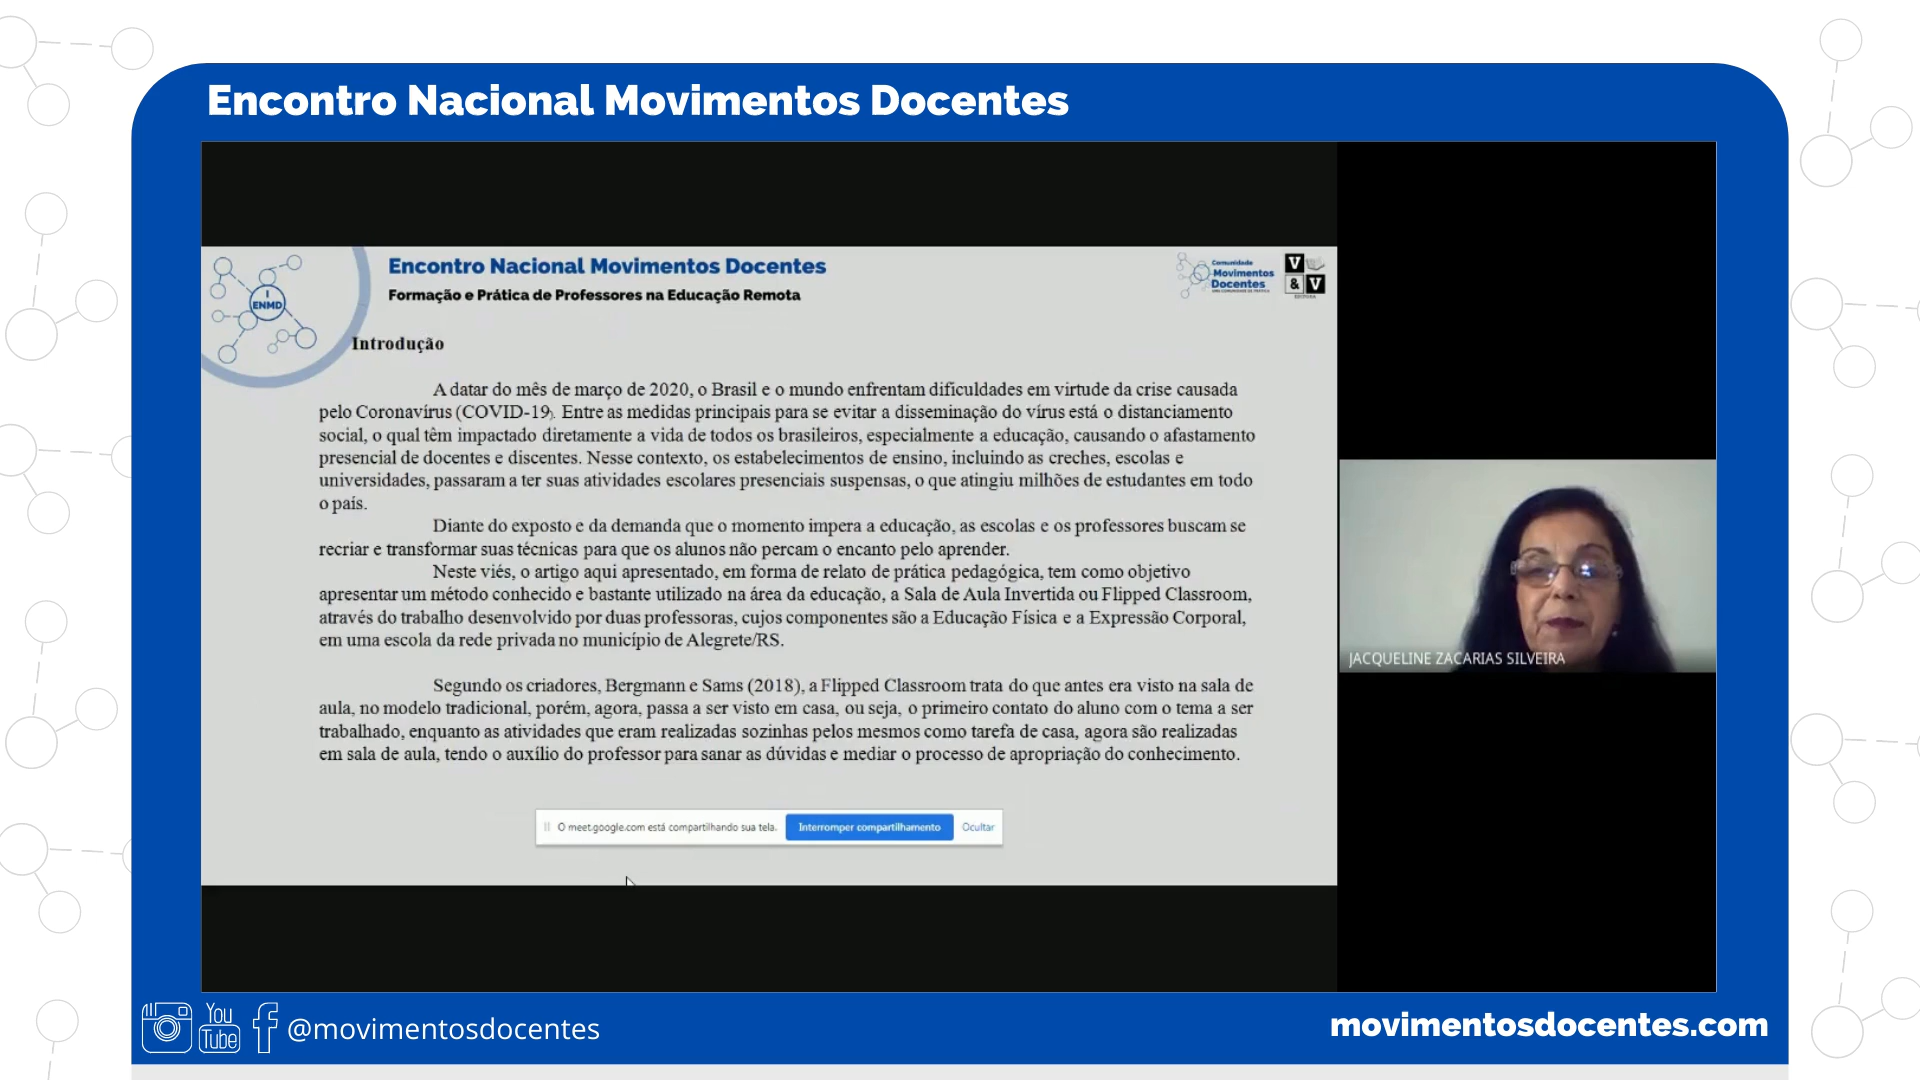 Encontro Nacional Movimentos Docentes
I
ENMD
Encontro Nacional Movimentos Docentes
Formação e Prática de Professores na Educação Remota
Comunidade
Movimentos
Docentes
V
& V
EDITORA
Introdução
A datar do mês de março de 2020, o Brasil e o mundo enfrentam dificuldades em virtude da crise causada
pelo Coronavírus (COVID-19). Entre as medidas principais para se evitar a disseminação do vírus está o distanciamento
social, o qual têm impactado diretamente a vida de todos os brasileiros, especialmente a educação, causando o afastamento
presencial de docentes e discentes. Nesse contexto, os estabelecimentos de ensino, incluindo as creches, escolas e
universidades, passaram a ter suas atividades escolares presenciais suspensas, o que atingiu milhões de estudantes em todo
o país.
Diante do exposto e da demanda que o momento impera a educação, as escolas e os professores buscam se
recriar e transformar suas técnicas para que os alunos não percam o encanto pelo aprender.
Neste viés, o artigo aqui apresentado, em forma de relato de prática pedagógica, tem como objetivo
apresentar um método conhecido e bastante utilizado na área da educação, a Sala de Aula Invertida ou Flipped Classroom,
através do trabalho desenvolvido por duas professoras, cujos componentes são a Educação Física e a Expressão Corporal,
em uma escola da rede privada no município de Alegrete/RS.
Segundo os criadores, Bergmann e Sams (2018), a Flipped Classroom trata do que antes era visto na sala de
aula, no modelo tradicional, porém, agora, passa a ser visto em casa, ou seja, o primeiro contato do aluno com o tema a ser
trabalhado, enquanto as atividades que eram realizadas sozinhas pelos mesmos como tarefa de casa, agora são realizadas
em sala de aula, tendo o auxílio do professor para sanar as dúvidas e mediar o processo de apropriação do conhecimento.
O meet.google.com está compartilhando sua tela. Interromper compartilhamento Ocultar
JACQUELINE ZACARIAS SILVEIRA
You
Tube
@movimentosdocentes
movimentosdocentes.com